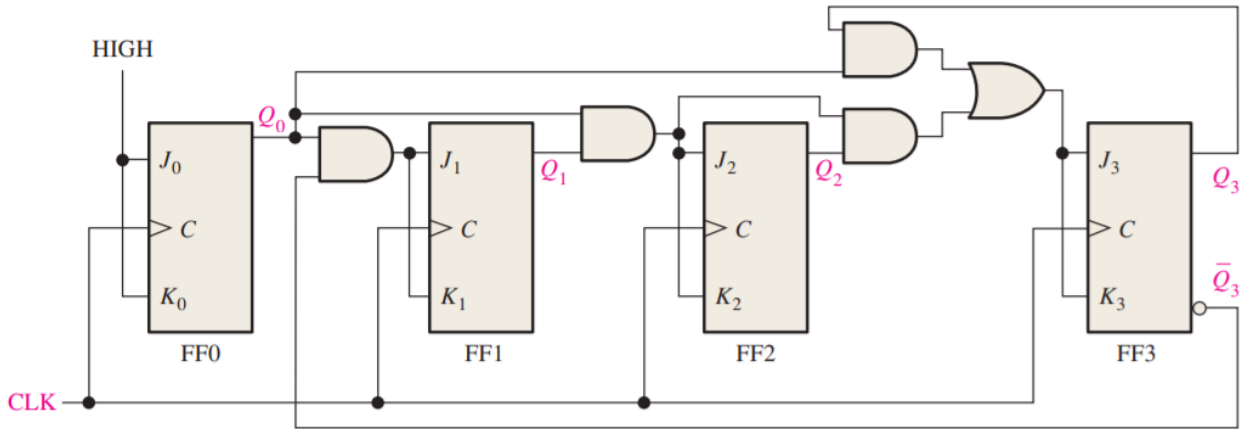 HIGH
Q₀
J₀
C
K₀
FF0
J₁
C
K₁
FF1
Q₁
J₂
C
K₂
FF2
Q₂
J₃
C
K₃
FF3
Q₃
Q̅₃
CLK